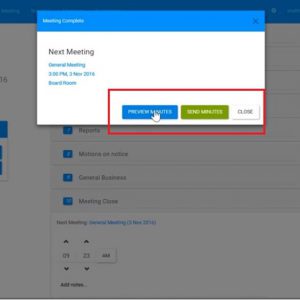 Meeting Complete
Next Meeting
General Meeting
3:00 PM, 3 Nov 2016
Board Room
PREVIEW MINUTES
SEND MINUTES
CLOSE
Reports
Motions on notice
General Business
Meeting Close
Next Meeting: General Meeting (3 Nov 2016)
09
23
AM
Add notes...